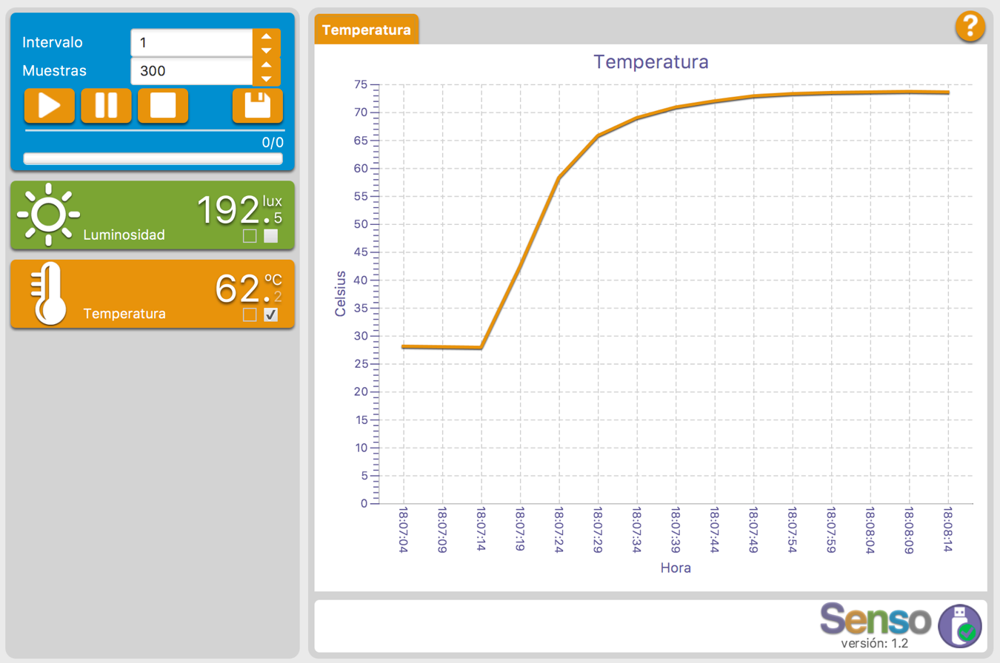 Intervalo
1
Muestras
300
0/0
192.5 lux
Luminosidad
62.2 ºC
Temperatura
Temperatura
?
Temperatura
Celsius
75
70
65
60
55
50
45
40
35
30
25
20
15
10
5
0
18:07:04
18:07:09
18:07:14
18:07:19
18:07:24
18:07:29
18:07:34
18:07:39
18:07:44
18:07:49
18:07:54
18:07:59
18:08:04
18:08:09
18:08:14
Hora
Senso
versión: 1.2